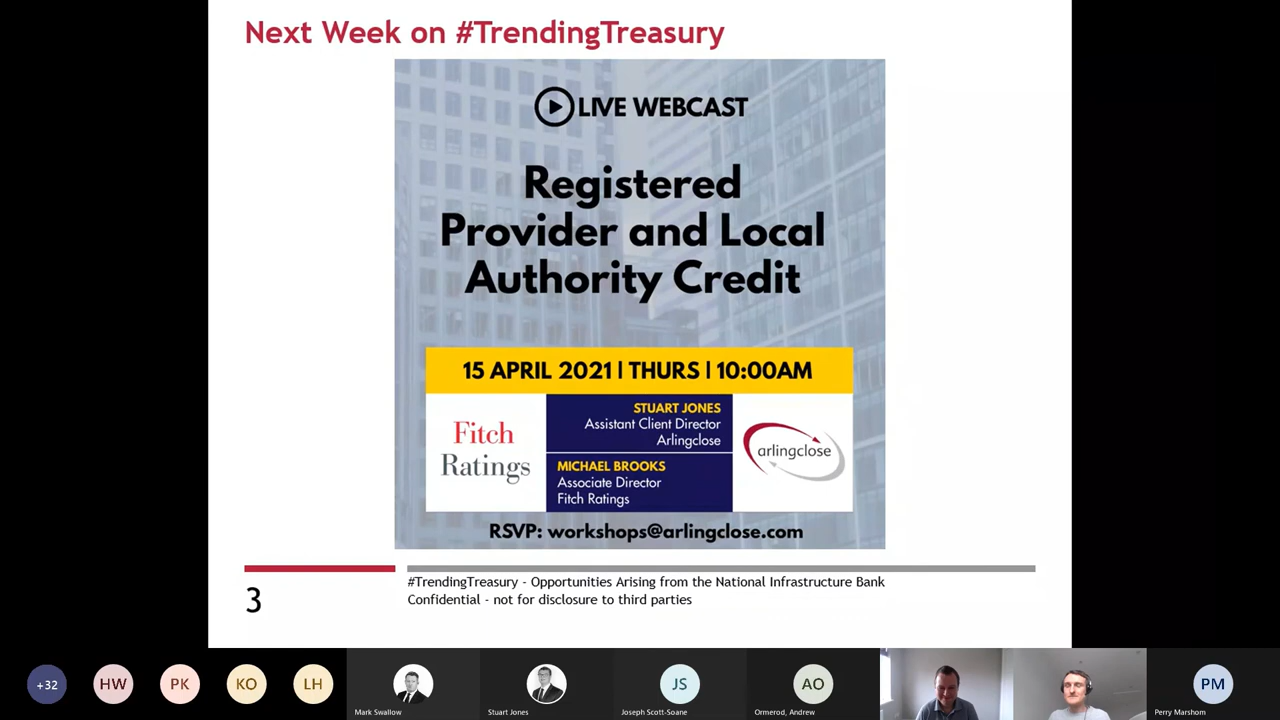 Next Week on #TrendingTreasury
LIVE WEBCAST
Registered
Provider and Local
Authority Credit
15 APRIL 2021 | THURS | 10:00AM
Fitch
Ratings
STUART JONES
Assistant Client Director
Arlingclose
MICHAEL BROOKS
Associate Director
Fitch Ratings
arlingclose
RSVP: workshops@arlingclose.com
#TrendingTreasury - Opportunities Arising from the National Infrastructure Bank
Confidential - not for disclosure to third parties
3
+32
HW
PK
KO
LH
Mark Swallow
Stuart Jones
JS
Joseph Scott-Soane
AO
Ormerod, Andrew
PM
Perry Marshom